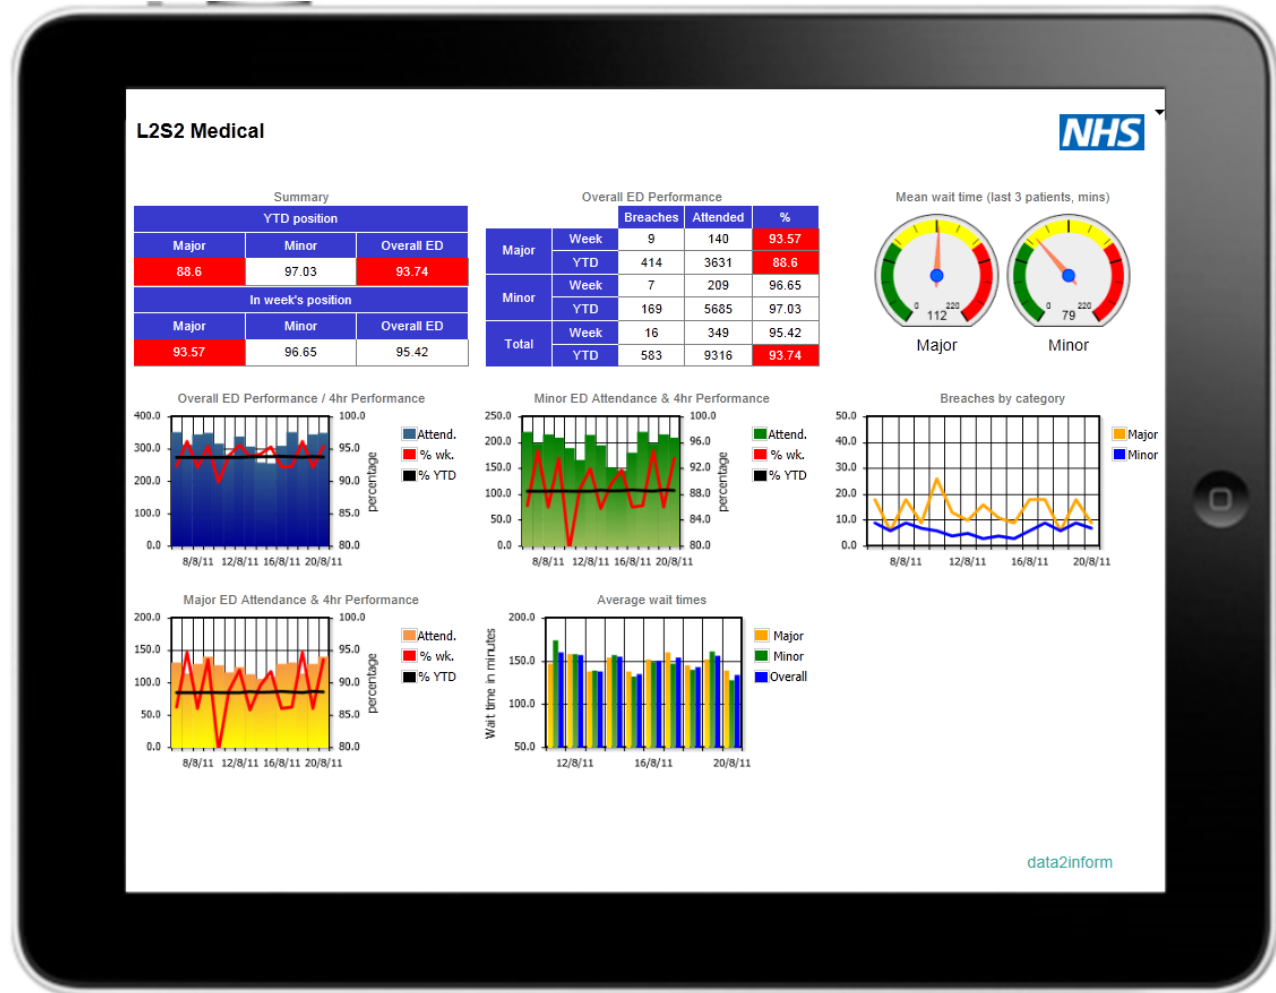 L2S2 Medical
NHS
Summary
YTD position
Major Minor Overall ED
88.6 97.03 93.74
In week's position
Major Minor Overall ED
93.57 96.65 95.42
Overall ED Performance
Breaches Attended %
Major Week 9 140 93.57
YTD 414 3631 88.6
Minor Week 7 209 96.65
YTD 169 5685 97.03
Total Week 16 349 95.42
YTD 583 9316 93.74
Mean wait time (last 3 patients, mins)
0 220
112
Major
0 220
79
Minor
Overall ED Performance / 4hr Performance
400.0
300.0
200.0
100.0
0.0
100.0
95.0
90.0
85.0
80.0
percentage
8/8/11 12/8/11 16/8/11 20/8/11
Attend.
% wk.
% YTD
Minor ED Attendance & 4hr Performance
250.0
200.0
150.0
100.0
50.0
0.0
100.0
96.0
92.0
88.0
84.0
80.0
percentage
8/8/11 12/8/11 16/8/11 20/8/11
Attend.
% wk.
% YTD
Breaches by category
50.0
40.0
30.0
20.0
10.0
0.0
8/8/11 12/8/11 16/8/11 20/8/11
Major
Minor
Major ED Attendance & 4hr Performance
200.0
150.0
100.0
50.0
0.0
100.0
95.0
90.0
85.0
80.0
percentage
8/8/11 12/8/11 16/8/11 20/8/11
Attend.
% wk.
% YTD
Average wait times
Wait time in minutes
200.0
150.0
100.0
50.0
12/8/11 16/8/11 20/8/11
Major
Minor
Overall
data2inform